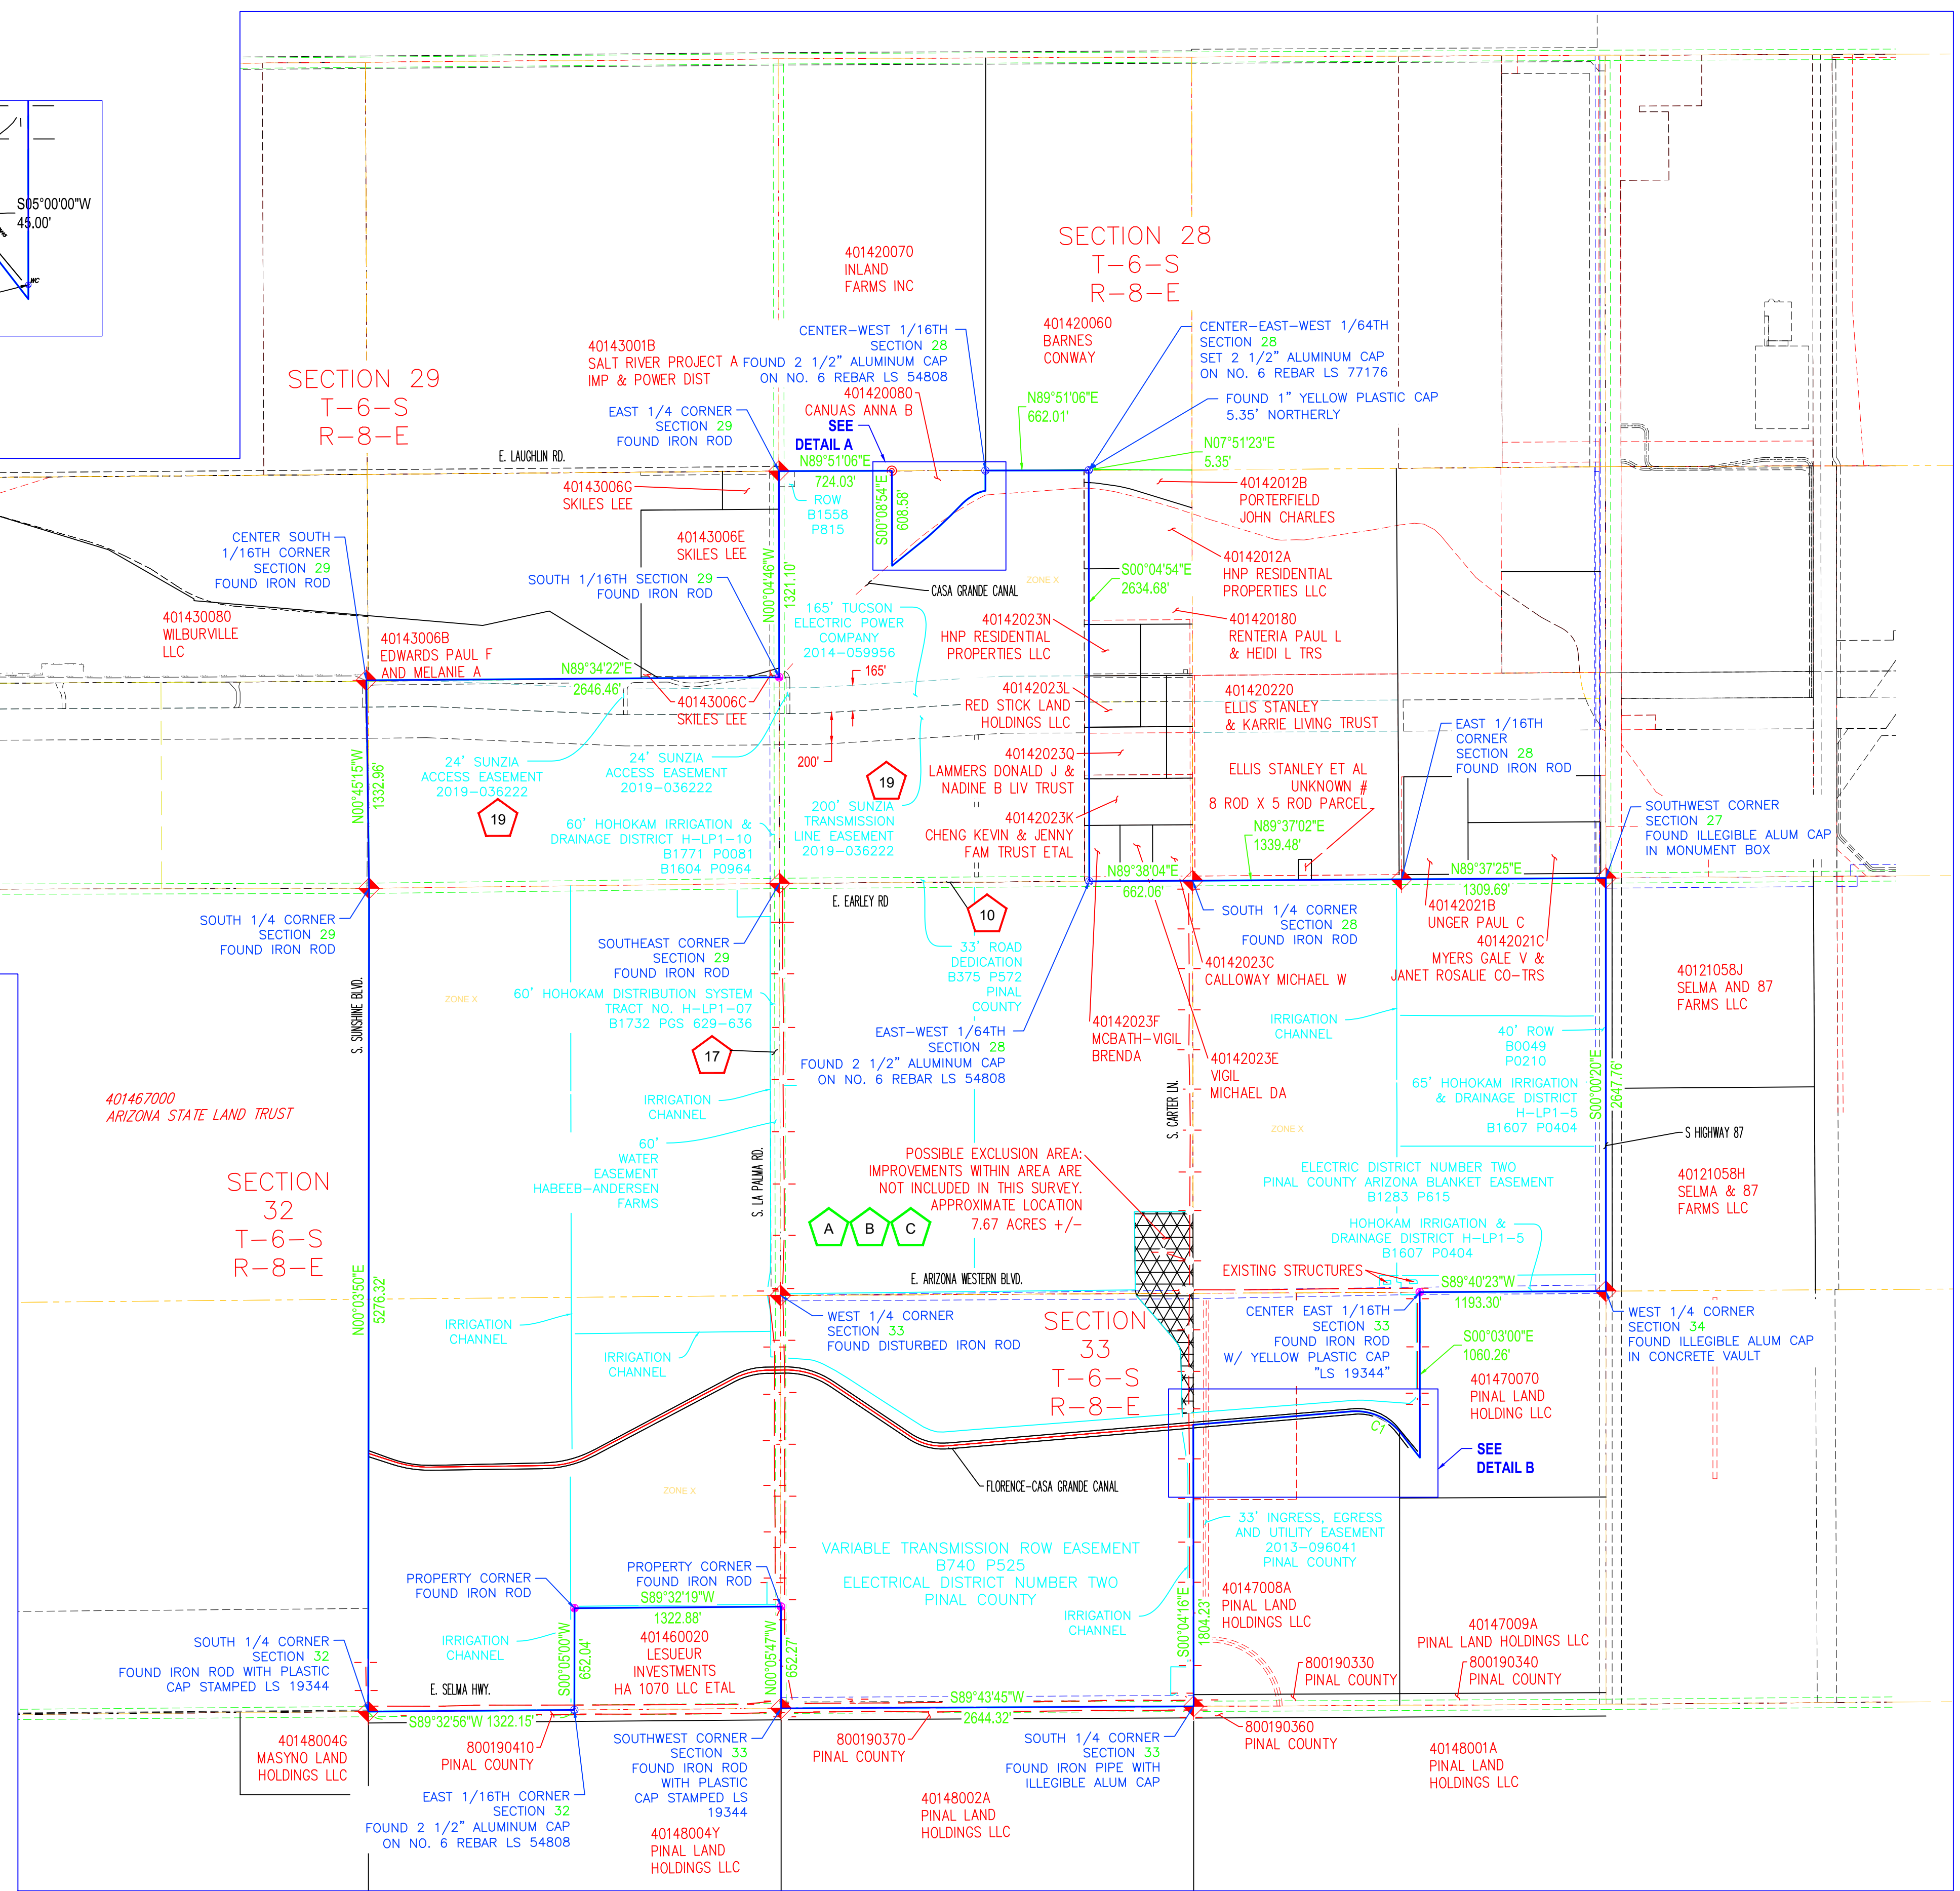 S05°00'00"W
45.00'
WC
SECTION 28
T-6-S
R-8-E
401420070
INLAND
FARMS INC
401420060
BARNES
CONWAY
CENTER-WEST 1/16TH
SECTION 28
FOUND 2 1/2" ALUMINUM CAP
ON NO. 6 REBAR LS 54808
CENTER-EAST-WEST 1/64TH
SECTION 28
SET 2 1/2" ALUMINUM CAP
ON NO. 6 REBAR LS 77176
FOUND 1" YELLOW PLASTIC CAP
5.35' NORTHERLY
40143001B
SALT RIVER PROJECT A
IMP & POWER DIST
SECTION 29
T-6-S
R-8-E
401420080
CANUAS ANNA B
SEE
DETAIL A
EAST 1/4 CORNER
SECTION 29
FOUND IRON ROD
N89°51'06"E
662.01'
N07°51'23"E
5.35'
E. LAUGHLIN RD.
N89°51'06"E
724.03'
ROW
B1558
P815
S00°08'54"E
608.58'
40143006G
SKILES LEE
40143006E
SKILES LEE
40142012B
PORTERFIELD
JOHN CHARLES
CENTER SOUTH
1/16TH CORNER
SECTION 29
FOUND IRON ROD
SOUTH 1/16TH SECTION 29
FOUND IRON ROD
N00°04'46"W
1321.10'
CASA GRANDE CANAL
ZONE X
S00°04'54"E
2634.68'
40142012A
HNP RESIDENTIAL
PROPERTIES LLC
401430080
WILBURVILLE
LLC
40143006B
EDWARDS PAUL F
AND MELANIE A
165' TUCSON
ELECTRIC POWER
COMPANY
2014-059956
40142023N
HNP RESIDENTIAL
PROPERTIES LLC
401420180
RENTERIA PAUL L
& HEIDI L TRS
N89°34'22"E
2646.46'
165'
40143006C
SKILES LEE
40142023L
RED STICK LAND
HOLDINGS LLC
401420220
ELLIS STANLEY
& KARRIE LIVING TRUST
EAST 1/16TH
CORNER
SECTION 28
FOUND IRON ROD
24' SUNZIA
ACCESS EASEMENT
2019-036222
24' SUNZIA
ACCESS EASEMENT
2019-036222
200'
19
19
40142023Q
LAMMERS DONALD J &
NADINE B LIV TRUST
ELLIS STANLEY ET AL
UNKNOWN #
8 ROD X 5 ROD PARCEL
N00°45'15"W
1332.96'
60' HOHOKAM IRRIGATION &
DRAINAGE DISTRICT H-LP1-10
B1771 P0081
B1604 P0964
200' SUNZIA
TRANSMISSION
LINE EASEMENT
2019-036222
40142023K
CHENG KEVIN & JENNY
FAM TRUST ETAL
N89°37'02"E
1339.48'
SOUTHWEST CORNER
SECTION 27
FOUND ILLEGIBLE ALUM CAP
IN MONUMENT BOX
N89°38'04"E
662.06'
N89°37'25"E
1309.69'
E. EARLEY RD
10
SOUTH 1/4 CORNER
SECTION 29
FOUND IRON ROD
SOUTHEAST CORNER
SECTION 29
FOUND IRON ROD
33' ROAD
DEDICATION
B375 P572
PINAL
COUNTY
SOUTH 1/4 CORNER
SECTION 28
FOUND IRON ROD
40142021B
UNGER PAUL C
40142021C
MYERS GALE V &
JANET ROSALIE CO-TRS
40142023C
CALLOWAY MICHAEL W
40121058J
SELMA AND 87
FARMS LLC
S. SUNSHINE BLVD.
ZONE X
60' HOHOKAM DISTRIBUTION SYSTEM
TRACT NO. H-LP1-07
B1732 PGS 629-636
17
EAST-WEST 1/64TH
SECTION 28
FOUND 2 1/2" ALUMINUM CAP
ON NO. 6 REBAR LS 54808
40142023F
MCBATH-VIGIL
BRENDA
40142023E
VIGIL
MICHAEL DA
IRRIGATION
CHANNEL
40' ROW
B0049
P0210
65' HOHOKAM IRRIGATION
& DRAINAGE DISTRICT
H-LP1-5
B1607 P0404
S00°00'20"E
2647.76'
401467000
ARIZONA STATE LAND TRUST
IRRIGATION
CHANNEL
S. CARTER LN.
ZONE X
S HIGHWAY 87
60'
WATER
EASEMENT
HABEEB-ANDERSEN
FARMS
S. LA PALMA RD.
POSSIBLE EXCLUSION AREA:
IMPROVEMENTS WITHIN AREA ARE
NOT INCLUDED IN THIS SURVEY.
APPROXIMATE LOCATION
7.67 ACRES +/-
ELECTRIC DISTRICT NUMBER TWO
PINAL COUNTY ARIZONA BLANKET EASEMENT
B1283 P615
40121058H
SELMA & 87
FARMS LLC
SECTION
32
T-6-S
R-8-E
A B C
HOHOKAM IRRIGATION &
DRAINAGE DISTRICT H-LP1-5
B1607 P0404
E. ARIZONA WESTERN BLVD.
EXISTING STRUCTURES
S89°40'23"W
1193.30'
N00°03'50"E
5276.32'
IRRIGATION
CHANNEL
IRRIGATION
CHANNEL
WEST 1/4 CORNER
SECTION 33
FOUND DISTURBED IRON ROD
SECTION
33
T-6-S
R-8-E
CENTER EAST 1/16TH
SECTION 33
FOUND IRON ROD
W/ YELLOW PLASTIC CAP
"LS 19344"
S00°03'00"E
1060.26'
WEST 1/4 CORNER
SECTION 34
FOUND ILLEGIBLE ALUM CAP
IN CONCRETE VAULT
401470070
PINAL LAND
HOLDING LLC
C1
SEE
DETAIL B
FLORENCE-CASA GRANDE CANAL
ZONE X
33' INGRESS, EGRESS
AND UTILITY EASEMENT
2013-096041
PINAL COUNTY
VARIABLE TRANSMISSION ROW EASEMENT
B740 P525
ELECTRICAL DISTRICT NUMBER TWO
PINAL COUNTY
PROPERTY CORNER
FOUND IRON ROD
PROPERTY CORNER
FOUND IRON ROD
S89°32'19"W
1322.88'
IRRIGATION
CHANNEL
S00°04'16"E
1804.23'
40147008A
PINAL LAND
HOLDINGS LLC
40147009A
PINAL LAND HOLDINGS LLC
800190330
PINAL COUNTY
800190340
PINAL COUNTY
SOUTH 1/4 CORNER
SECTION 32
FOUND IRON ROD WITH PLASTIC
CAP STAMPED LS 19344
IRRIGATION
CHANNEL
S00°05'00"W
652.04'
401460020
LESUEUR
INVESTMENTS
HA 1070 LLC ETAL
N00°05'47"W
652.27'
E. SELMA HWY.
S89°32'56"W 1322.15'
S89°43'45"W
2644.32'
40148004G
MASYNO LAND
HOLDINGS LLC
800190410
PINAL COUNTY
SOUTHWEST CORNER
SECTION 33
FOUND IRON ROD
WITH PLASTIC
CAP STAMPED LS
19344
800190370
PINAL COUNTY
SOUTH 1/4 CORNER
SECTION 33
FOUND IRON PIPE WITH
ILLEGIBLE ALUM CAP
800190360
PINAL COUNTY
40148001A
PINAL LAND
HOLDINGS LLC
EAST 1/16TH CORNER
SECTION 32
FOUND 2 1/2" ALUMINUM CAP
ON NO. 6 REBAR LS 54808
40148004Y
PINAL LAND
HOLDINGS LLC
40148002A
PINAL LAND
HOLDINGS LLC